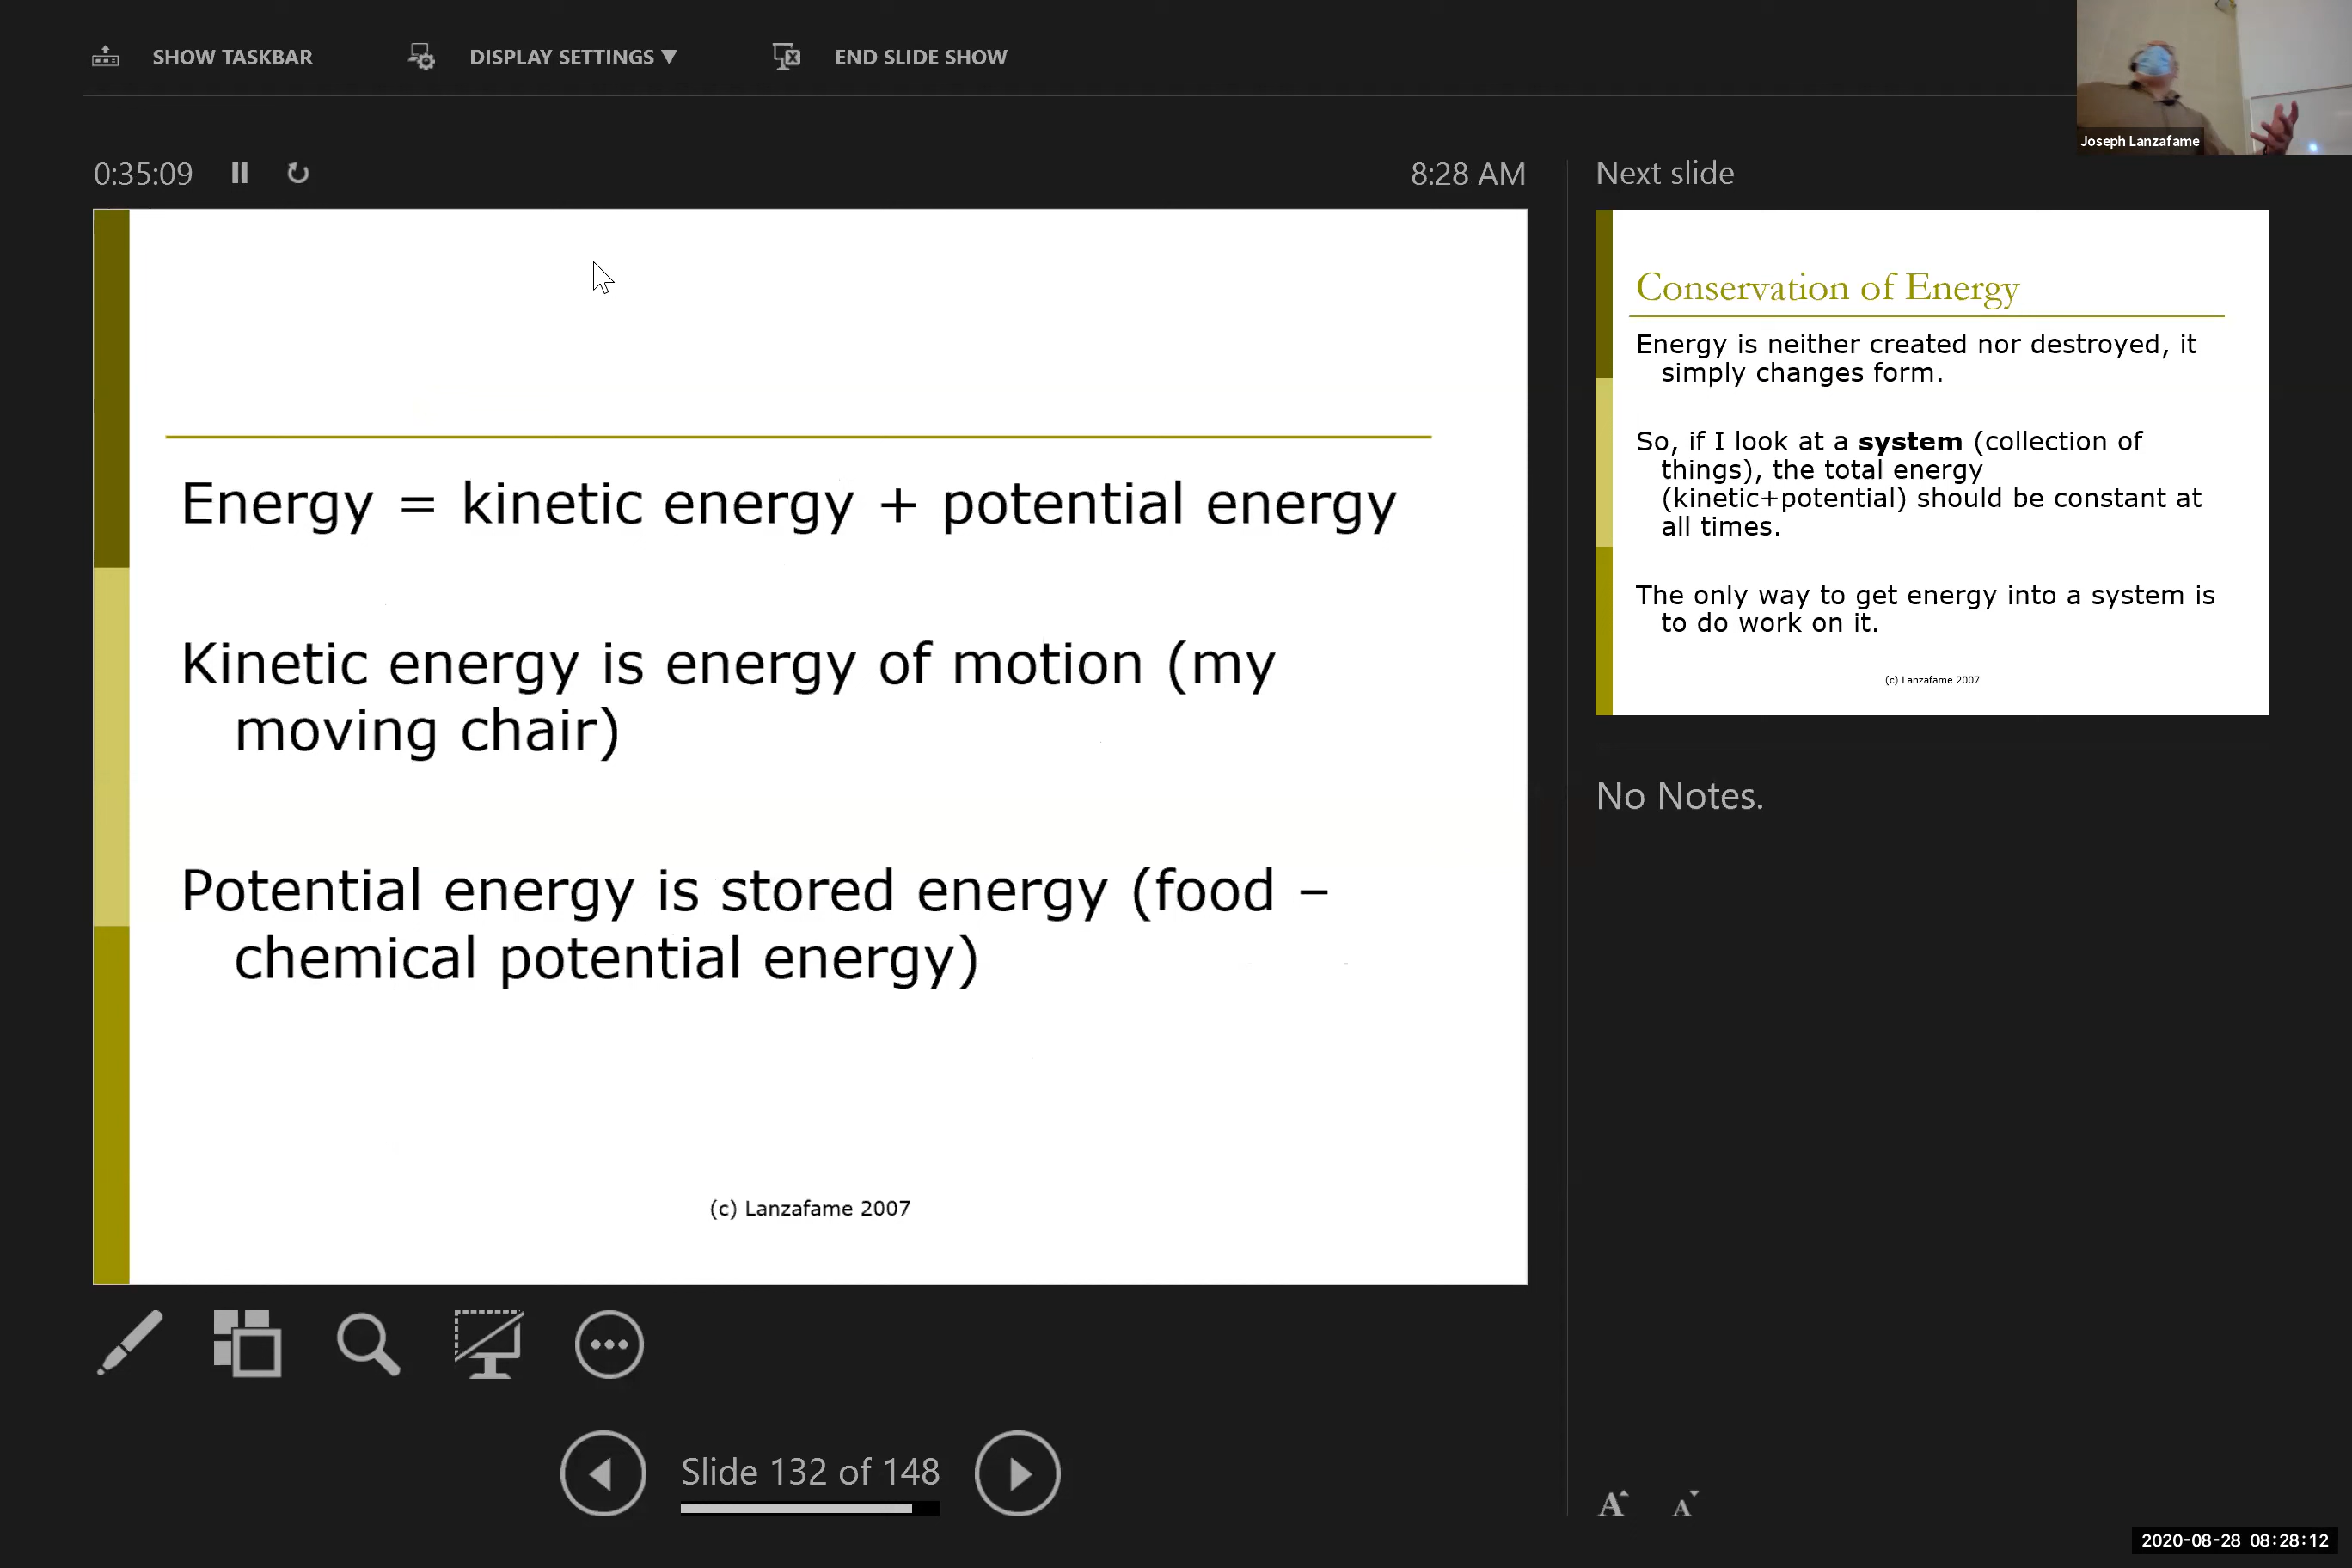 SHOW TASKBAR
DISPLAY SETTINGS ▼
END SLIDE SHOW
Joseph Lanzafame
0:35:09
8:28 AM
Energy = kinetic energy + potential energy
Kinetic energy is energy of motion (my
moving chair)
Potential energy is stored energy (food –
chemical potential energy)
(c) Lanzafame 2007
Slide 132 of 148
Next slide
Conservation of Energy
Energy is neither created nor destroyed, it
simply changes form.
So, if I look at a system (collection of
things), the total energy
(kinetic+potential) should be constant at
all times.
The only way to get energy into a system is
to do work on it.
(c) Lanzafame 2007
No Notes.
A A
2020-08-28 08:28:12